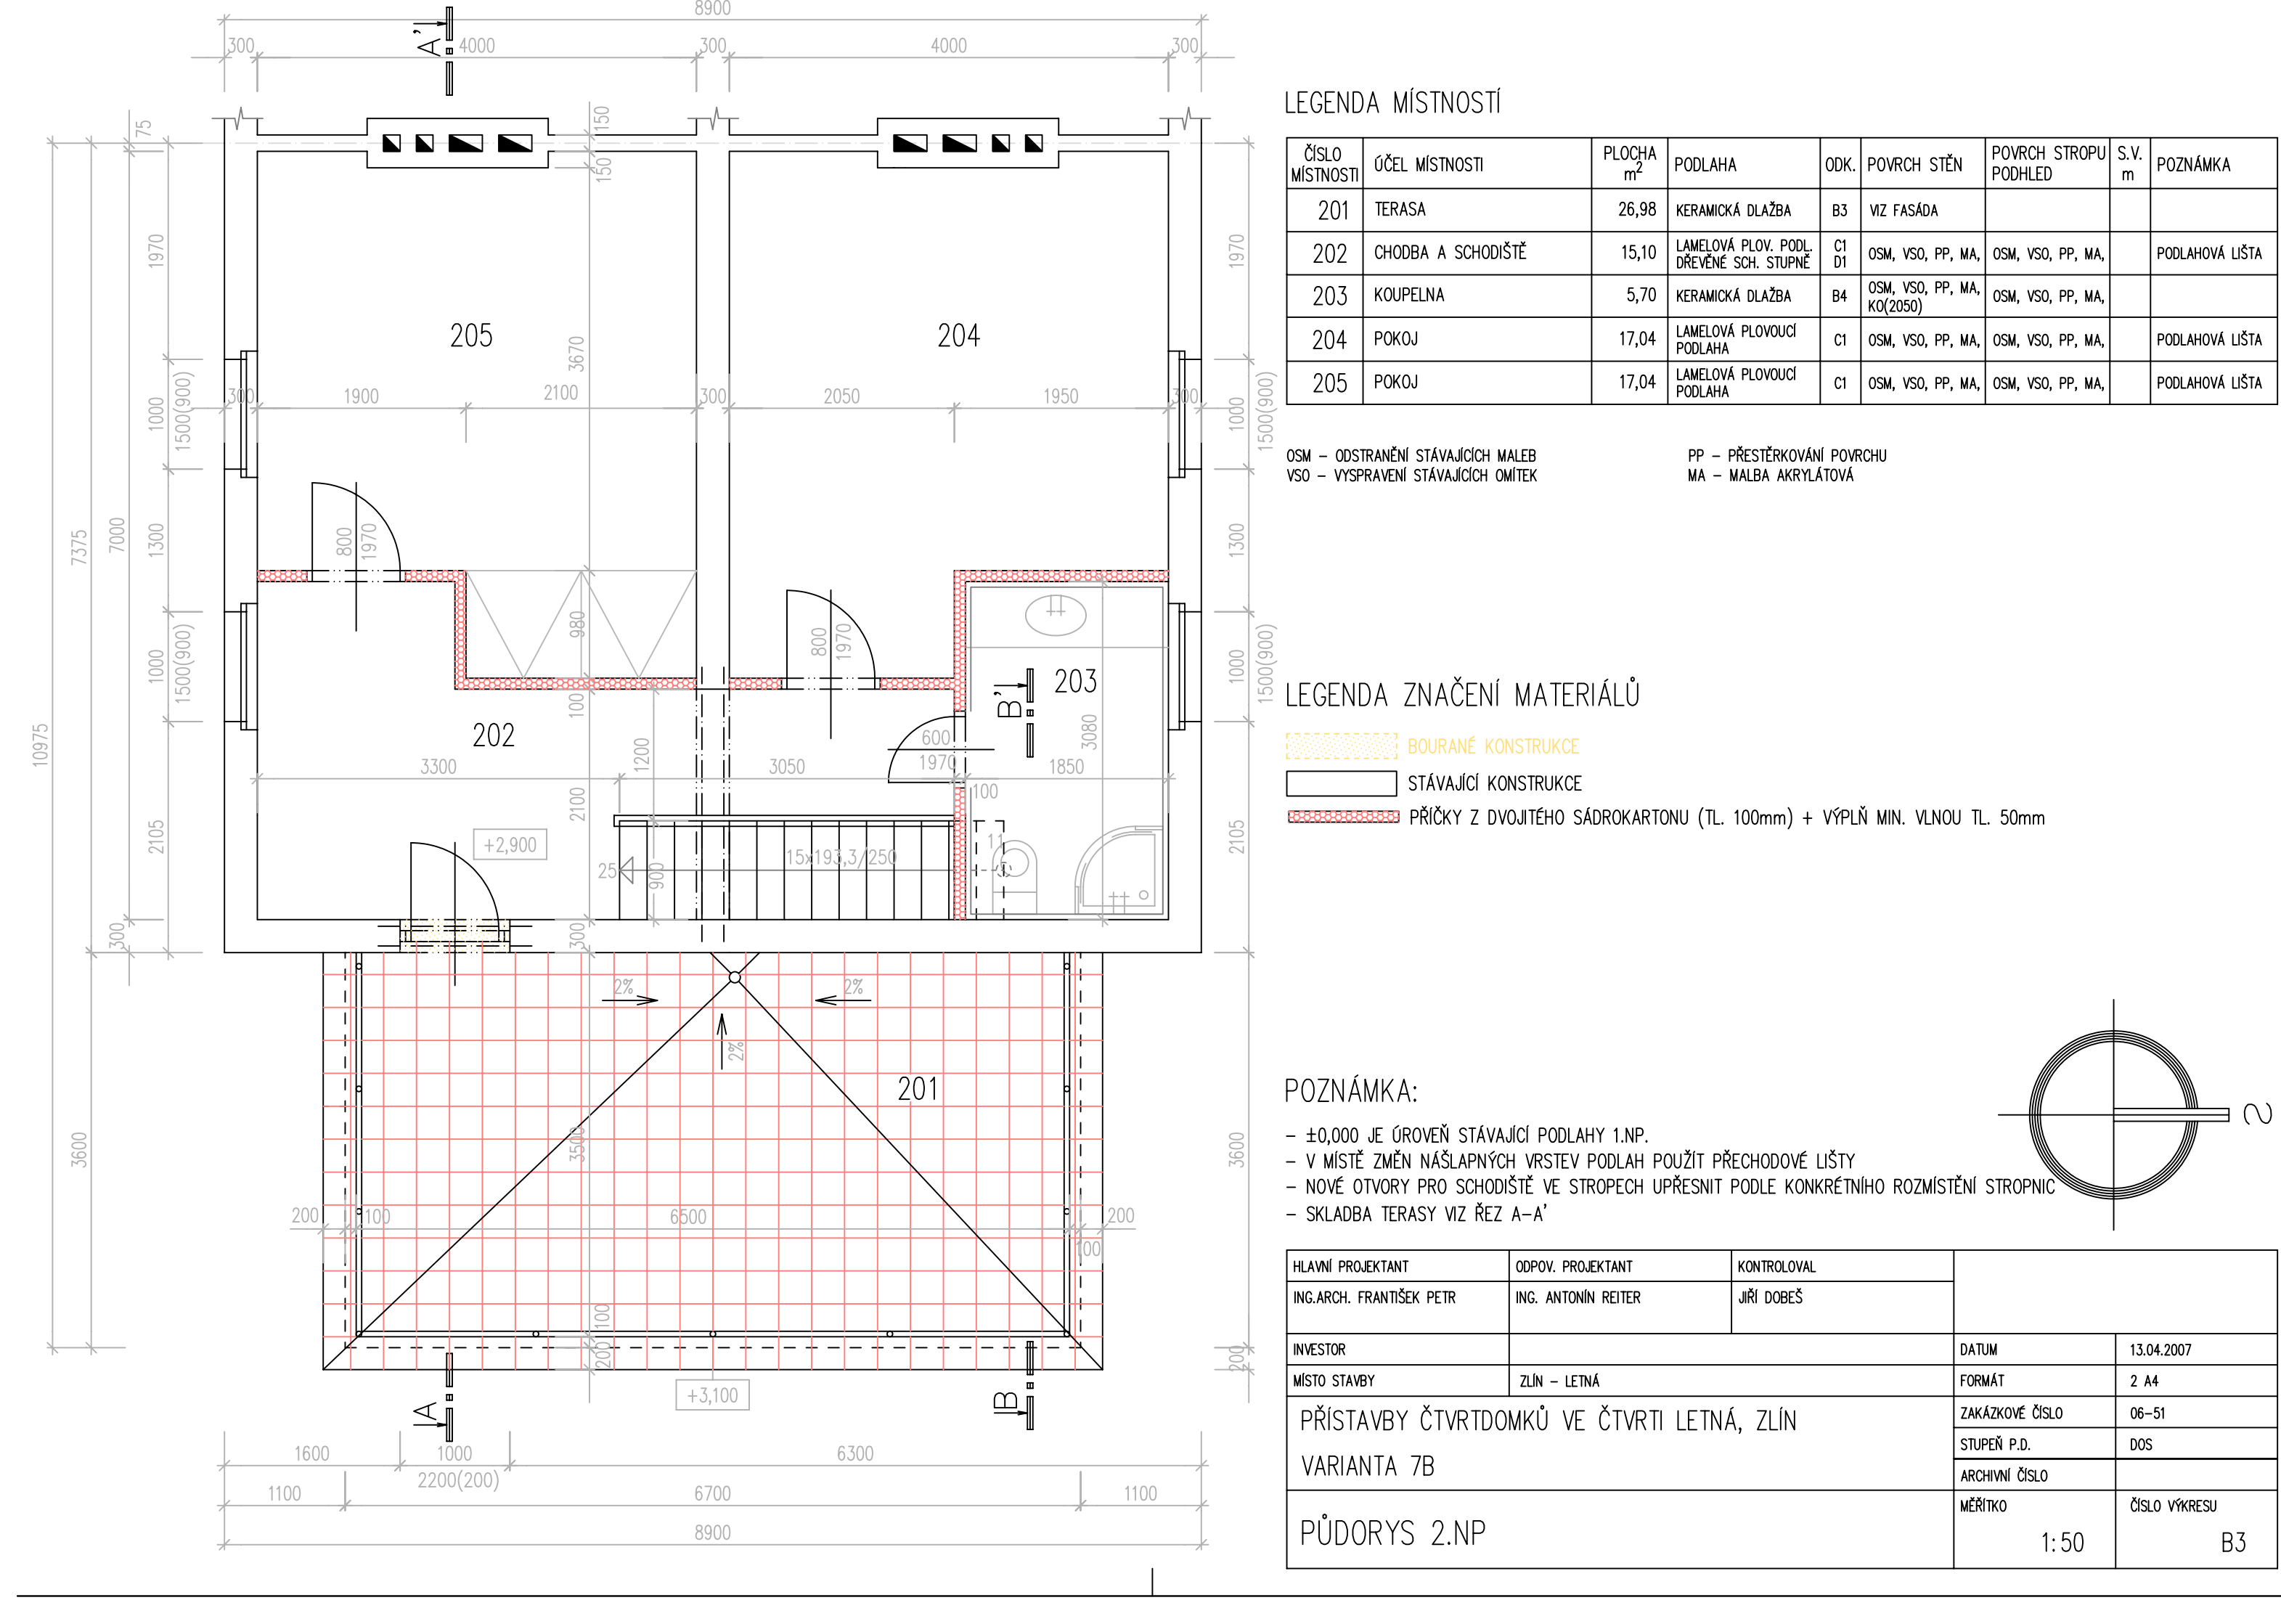 8900
300
4000
300
4000
300
A'
75
150
150
1970
1970
205
204
3670
300
1900
2100
300
2050
1950
300
1000
1500(900)
1000
1500(900)
10975
7375
7000
1300
1300
800
1970
800
1970
980
203
1000
1500(900)
1000
1500(900)
100
B'
202
600
1970
3080
1200
3300
3050
1850
100
2100
2105
2105
+2,900
11
15x193,3/250
25
900
300
300
2%
2%
2%
201
3600
3500
3600
200
100
6500
200
100
100
200
200
A
+3,100
B
1600
1000
6300
2200(200)
1100
6700
1100
8900
LEGENDA MÍSTNOSTÍ
ČÍSLO MÍSTNOSTI
ÚČEL MÍSTNOSTI
PLOCHA m2
PODLAHA
ODK.
POVRCH STĚN
POVRCH STROPU PODHLED
S.V. m
POZNÁMKA
201 TERASA 26,98 KERAMICKÁ DLAŽBA B3 VIZ FASÁDA
202 CHODBA A SCHODIŠTĚ 15,10 LAMELOVÁ PLOV. PODL. DŘEVĚNÉ SCH. STUPNĚ C1 D1 OSM, VSO, PP, MA, OSM, VSO, PP, MA, PODLAHOVÁ LIŠTA
203 KOUPELNA 5,70 KERAMICKÁ DLAŽBA B4 OSM, VSO, PP, MA, KO(2050) OSM, VSO, PP, MA,
204 POKOJ 17,04 LAMELOVÁ PLOVOUCÍ PODLAHA C1 OSM, VSO, PP, MA, OSM, VSO, PP, MA, PODLAHOVÁ LIŠTA
205 POKOJ 17,04 LAMELOVÁ PLOVOUCÍ PODLAHA C1 OSM, VSO, PP, MA, OSM, VSO, PP, MA, PODLAHOVÁ LIŠTA
OSM – ODSTRANĚNÍ STÁVAJÍCÍCH MALEB
VSO – VYSPRAVENÍ STÁVAJÍCÍCH OMÍTEK
PP – PŘESTĚRKOVÁNÍ POVRCHU
MA – MALBA AKRYLÁTOVÁ
LEGENDA ZNAČENÍ MATERIÁLŮ
BOURANÉ KONSTRUKCE
STÁVAJÍCÍ KONSTRUKCE
PŘÍČKY Z DVOJITÉHO SÁDROKARTONU (TL. 100mm) + VÝPLŇ MIN. VLNOU TL. 50mm
POZNÁMKA:
– ±0,000 JE ÚROVEŇ STÁVAJÍCÍ PODLAHY 1.NP.
– V MÍSTĚ ZMĚN NÁŠLAPNÝCH VRSTEV PODLAH POUŽÍT PŘECHODOVÉ LIŠTY
– NOVÉ OTVORY PRO SCHODIŠTĚ VE STROPECH UPŘESNIT PODLE KONKRÉTNÍHO ROZMÍSTĚNÍ STROPNIC
– SKLADBA TERASY VIZ ŘEZ A–A'
S
HLAVNÍ PROJEKTANT
ODPOV. PROJEKTANT
KONTROLOVAL
ING.ARCH. FRANTIŠEK PETR
ING. ANTONÍN REITER
JIŘÍ DOBEŠ
INVESTOR
DATUM 13.04.2007
MÍSTO STAVBY ZLÍN – LETNÁ
FORMÁT 2 A4
PŘÍSTAVBY ČTVRTDOMKŮ VE ČTVRTI LETNÁ, ZLÍN
VARIANTA 7B
ZAKÁZKOVÉ ČÍSLO 06–51
STUPEŇ P.D. DOS
ARCHIVNÍ ČÍSLO
PŮDORYS 2.NP
MĚŘÍTKO
1:50
ČÍSLO VÝKRESU
B3